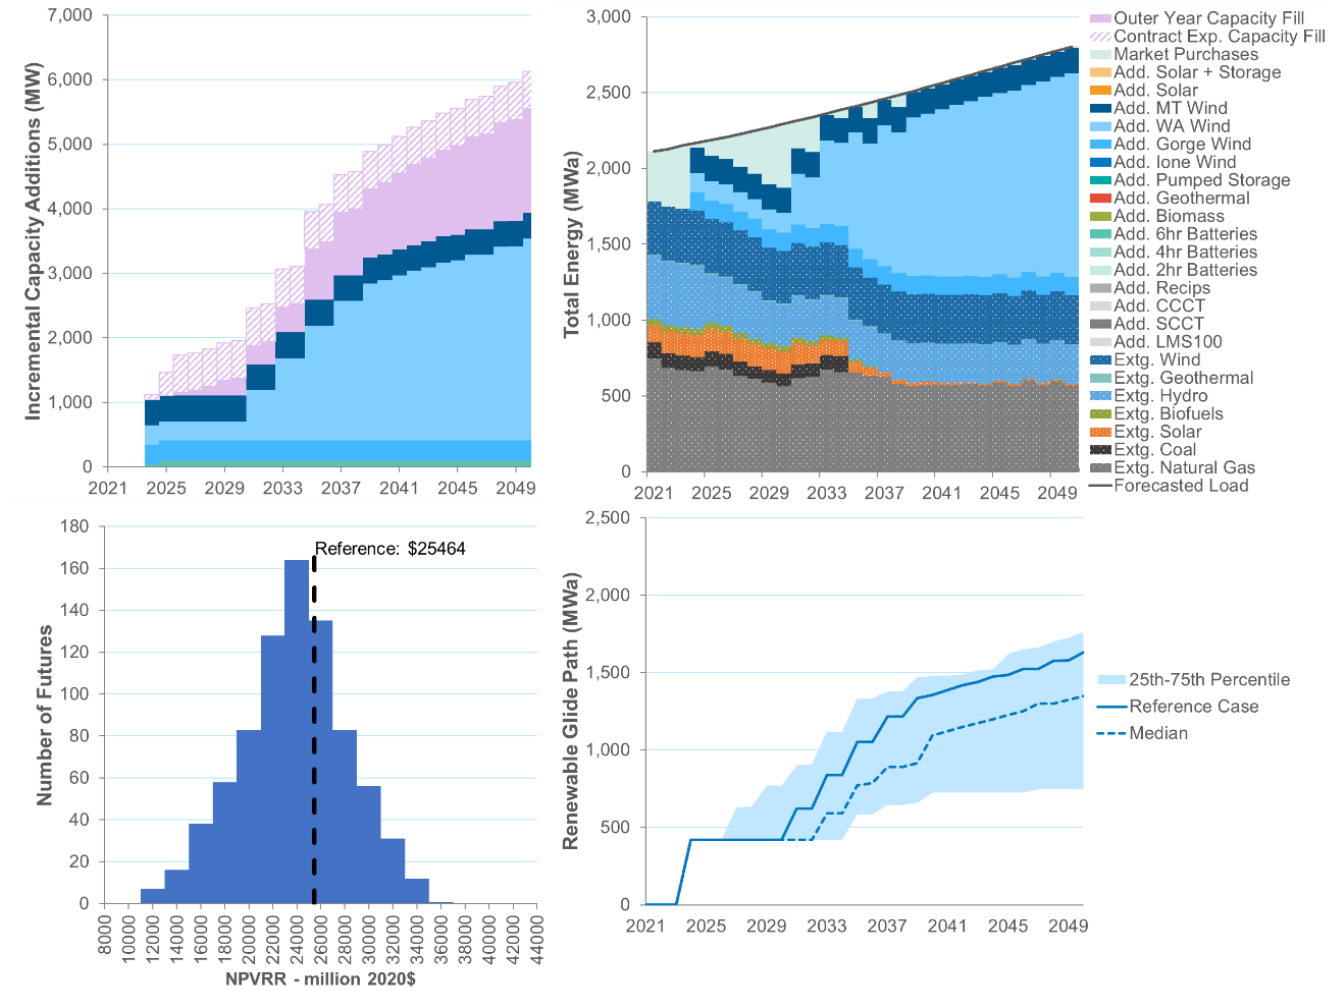 7,000
6,000
5,000
4,000
3,000
2,000
1,000
0
Incremental Capacity Additions (MW)
2021 2025 2029 2033 2037 2041 2045 2049
3,000
2,500
2,000
1,500
1,000
500
0
Total Energy (MWa)
2021 2025 2029 2033 2037 2041 2045 2049
Outer Year Capacity Fill
Contract Exp. Capacity Fill
Market Purchases
Add. Solar + Storage
Add. Solar
Add. MT Wind
Add. WA Wind
Add. Gorge Wind
Add. Ione Wind
Add. Pumped Storage
Add. Geothermal
Add. Biomass
Add. 6hr Batteries
Add. 4hr Batteries
Add. 2hr Batteries
Add. Recips
Add. CCCT
Add. SCCT
Add. LMS100
Extg. Wind
Extg. Geothermal
Extg. Hydro
Extg. Biofuels
Extg. Solar
Extg. Coal
Extg. Natural Gas
Forecasted Load
180
160
140
120
100
80
60
40
20
0
Number of Futures
Reference: $25464
8000 10000 12000 14000 16000 18000 20000 22000 24000 26000 28000 30000 32000 34000 36000 38000 40000 42000 44000
NPVRR - million 2020$
2,500
2,000
1,500
1,000
500
0
Renewable Glide Path (MWa)
2021 2025 2029 2033 2037 2041 2045 2049
25th-75th Percentile
Reference Case
Median